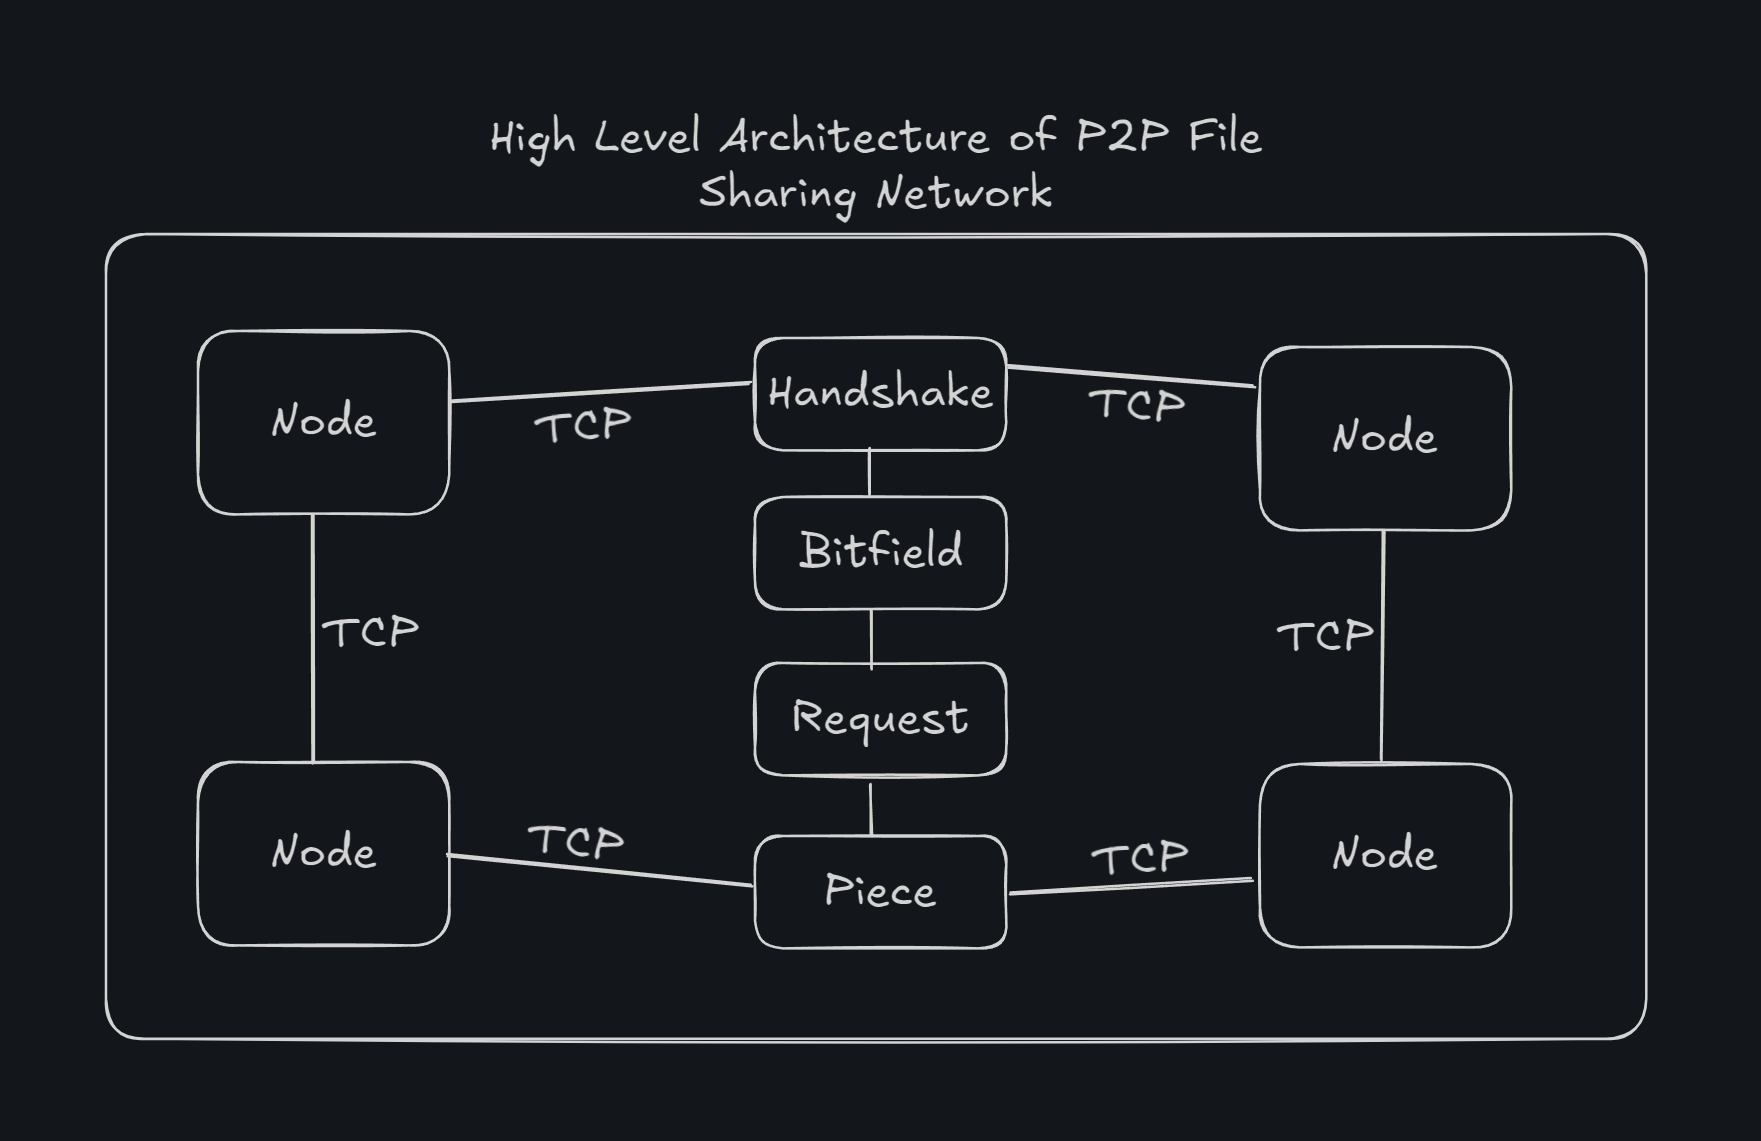 High Level Architecture of P2P File
Sharing Network
Node
TCP
Handshake
TCP
Node
Bitfield
TCP
TCP
Request
Node
TCP
Piece
TCP
Node